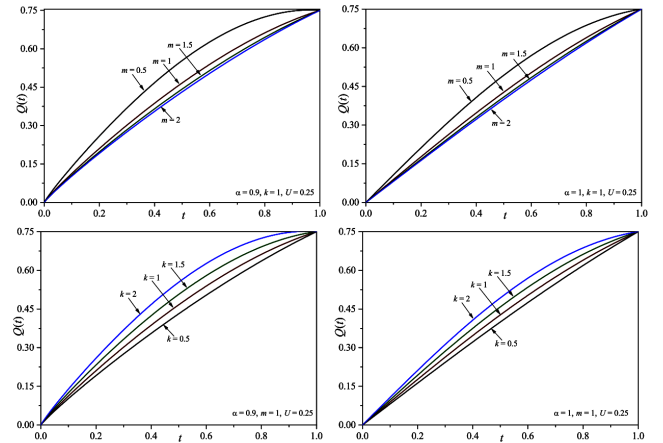 0.75
0.60
0.45
0.30
0.15
0.00
Q(t)
m = 0.5
m = 1
m = 1.5
m = 2
α = 0.9, k = 1, U = 0.25
0.0 0.2 0.4 0.6 0.8 1.0
t
0.75
0.60
0.45
0.30
0.15
0.00
Q(t)
m = 1.5
m = 1
m = 0.5
m = 2
α = 1, k = 1, U = 0.25
0.0 0.2 0.4 0.6 0.8 1.0
t
0.75
0.60
0.45
0.30
0.15
0.00
Q(t)
k = 1.5
k = 1
k = 2
k = 0.5
α = 0.9, m = 1, U = 0.25
0.0 0.2 0.4 0.6 0.8 1.0
t
0.75
0.60
0.45
0.30
0.15
0.00
Q(t)
k = 1.5
k = 1
k = 2
k = 0.5
α = 1, m = 1, U = 0.25
0.0 0.2 0.4 0.6 0.8 1.0
t